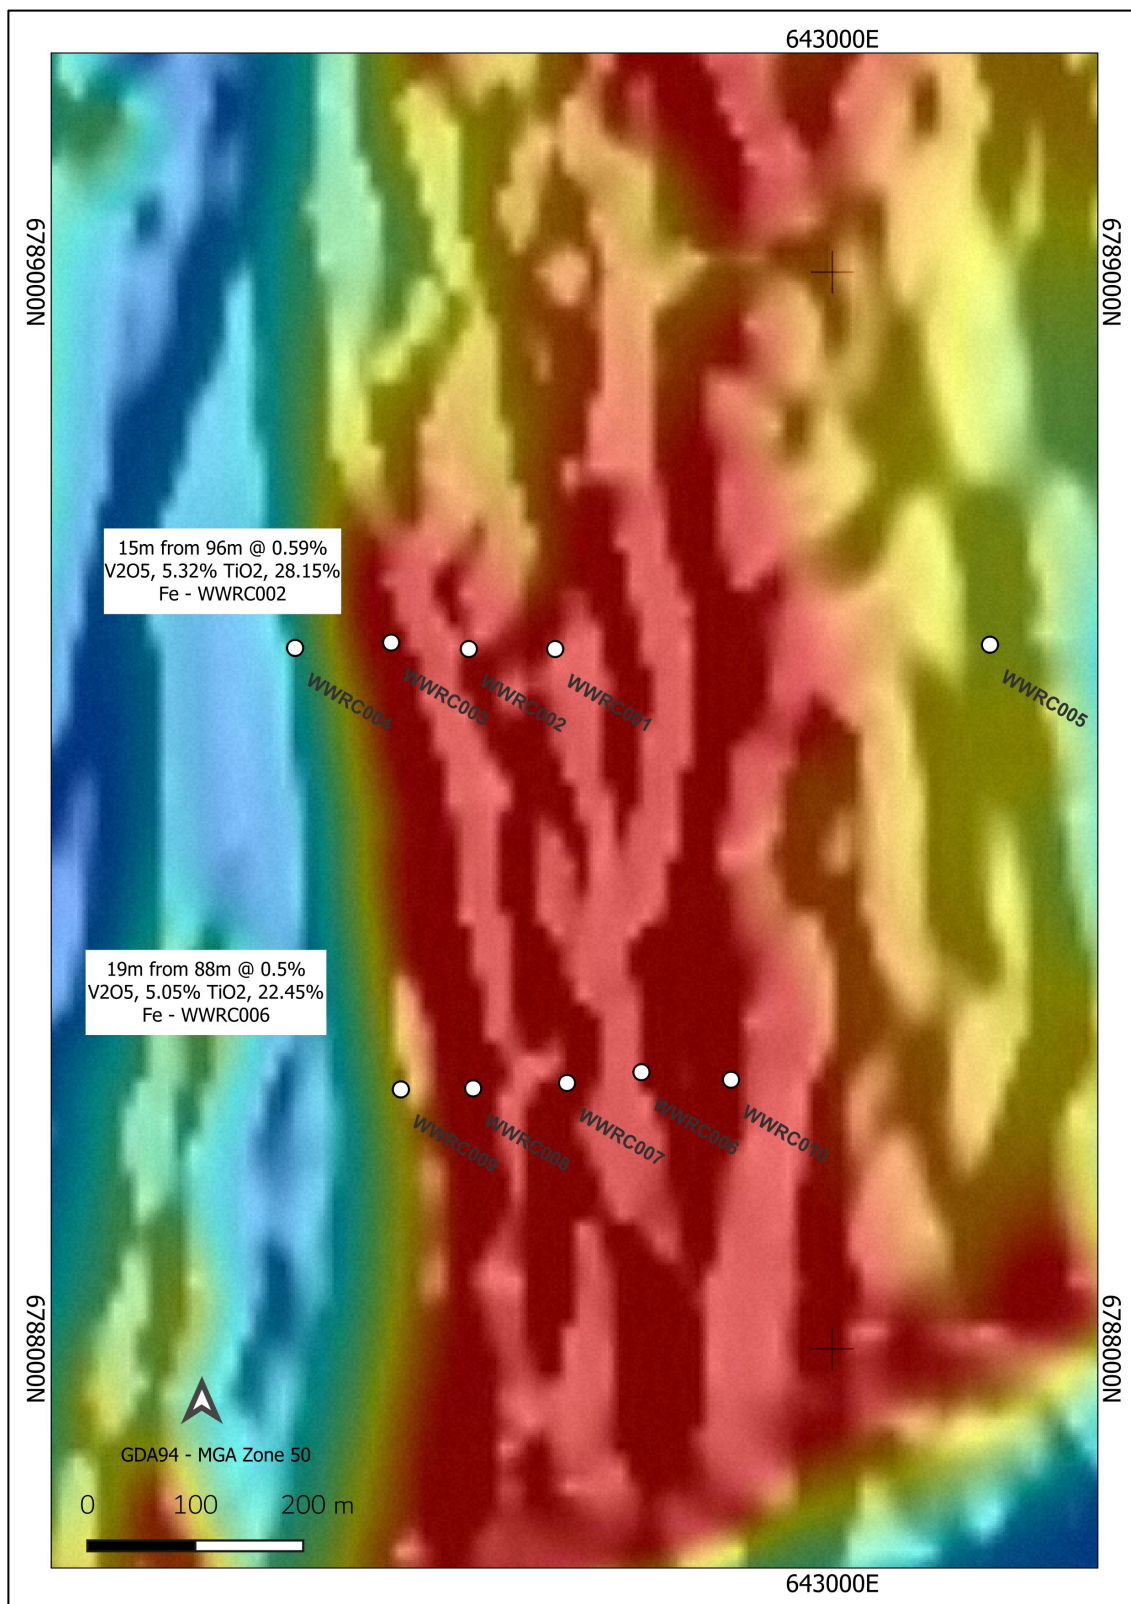 643000E
6789000N
6789000N
15m from 96m @ 0.59%
V2O5, 5.32% TiO2, 28.15%
Fe - WWRC002
WWRC004
WWRC003
WWRC002
WWRC001
WWRC005
19m from 88m @ 0.5%
V2O5, 5.05% TiO2, 22.45%
Fe - WWRC006
WWRC009
WWRC008
WWRC007
WWRC006
WWRC010
6788000N
6788000N
GDA94 - MGA Zone 50
0 100 200 m
643000E